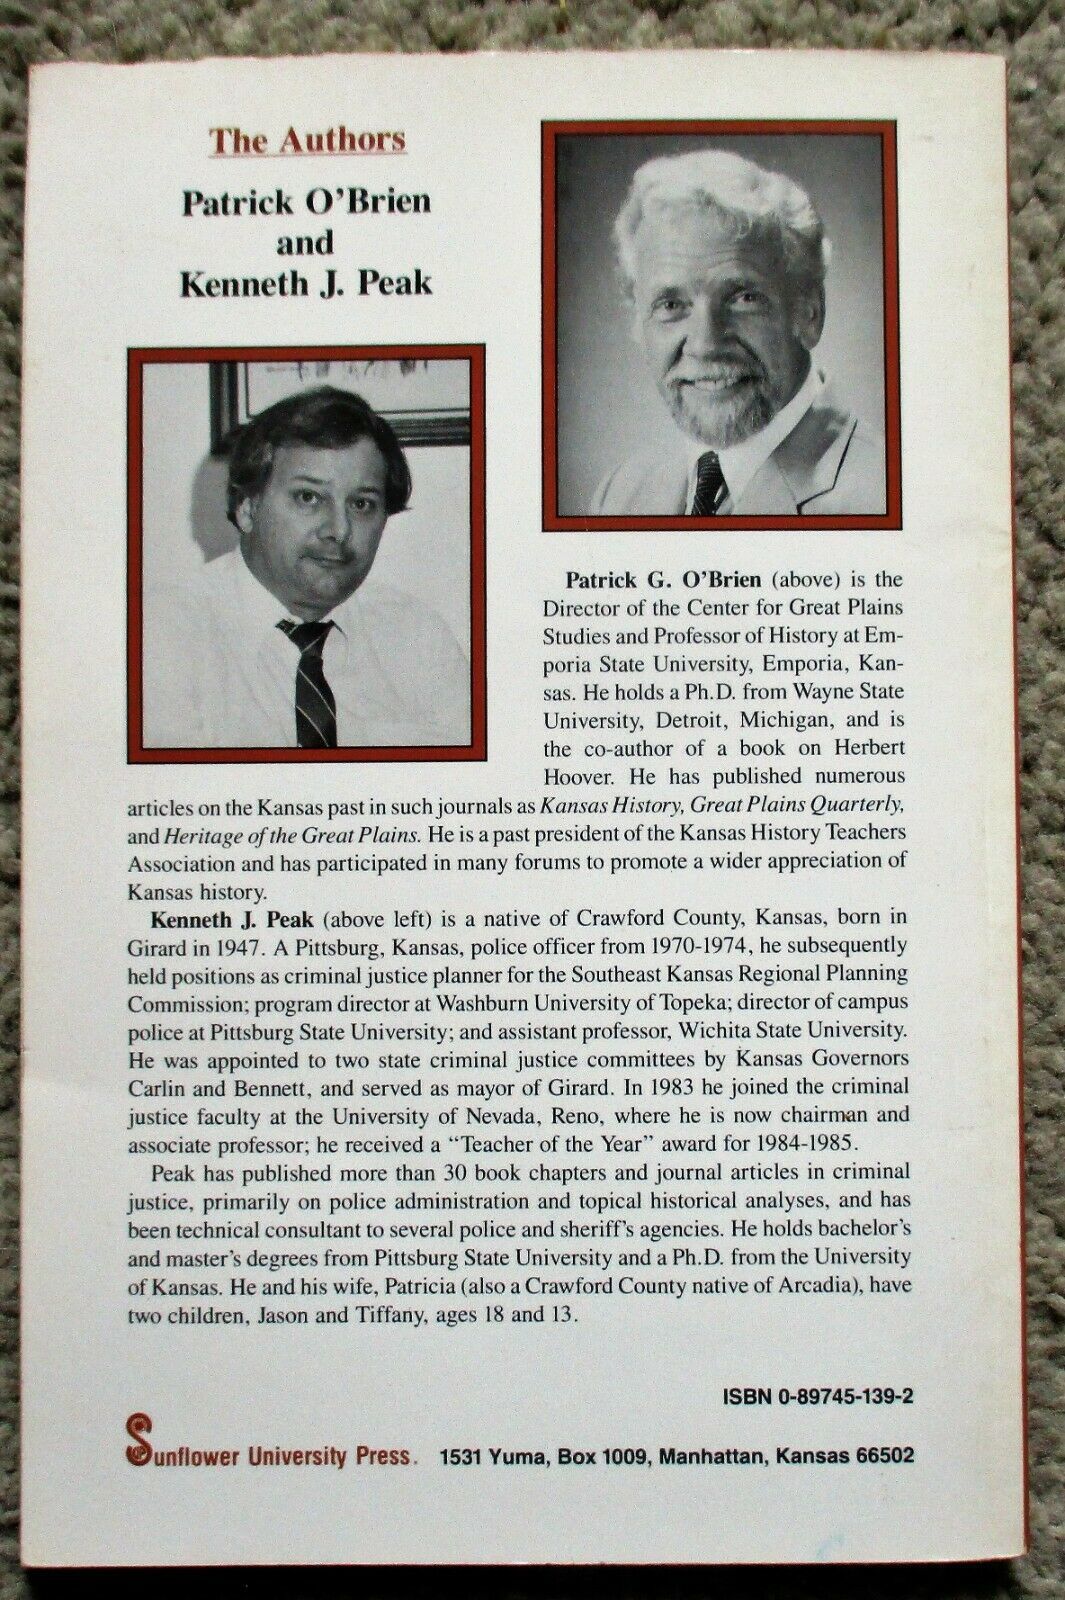 The Authors
Patrick O'Brien
and
Kenneth J. Peak
Patrick G. O'Brien (above) is the
Director of the Center for Great Plains
Studies and Professor of History at Em-
poria State University, Emporia, Kan-
sas. He holds a Ph.D. from Wayne State
University, Detroit, Michigan, and is
the co-author of a book on Herbert
Hoover. He has published numerous
articles on the Kansas past in such journals as Kansas History, Great Plains Quarterly,
and Heritage of the Great Plains. He is a past president of the Kansas History Teachers
Association and has participated in many forums to promote a wider appreciation of
Kansas history.
Kenneth J. Peak (above left) is a native of Crawford County, Kansas, born in
Girard in 1947. A Pittsburg, Kansas, police officer from 1970-1974, he subsequently
held positions as criminal justice planner for the Southeast Kansas Regional Planning
Commission; program director at Washburn University of Topeka; director of campus
police at Pittsburg State University; and assistant professor, Wichita State University.
He was appointed to two state criminal justice committees by Kansas Governors
Carlin and Bennett, and served as mayor of Girard. In 1983 he joined the criminal
justice faculty at the University of Nevada, Reno, where he is now chairman and
associate professor; he received a "Teacher of the Year" award for 1984-1985.
Peak has published more than 30 book chapters and journal articles in criminal
justice, primarily on police administration and topical historical analyses, and has
been technical consultant to several police and sheriff's agencies. He holds bachelor's
and master's degrees from Pittsburg State University and a Ph.D. from the University
of Kansas. He and his wife, Patricia (also a Crawford County native of Arcadia), have
two children, Jason and Tiffany, ages 18 and 13.
ISBN 0-89745-139-2
Sunflower University Press. 1531 Yuma, Box 1009, Manhattan, Kansas 66502